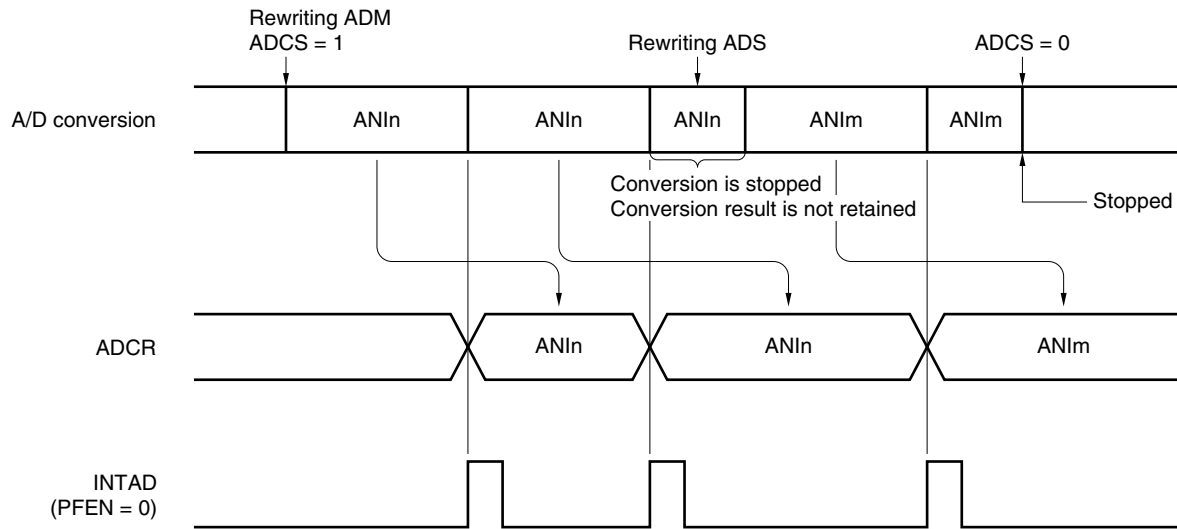 Rewriting ADM
ADCS = 1
Rewriting ADS
ADCS = 0
A/D conversion
ANIn
ANIn
ANIn
ANIm
ANIm
Conversion is stopped
Conversion result is not retained
Stopped
ADCR
ANIn
ANIn
ANIm
INTAD
(PFEN = 0)